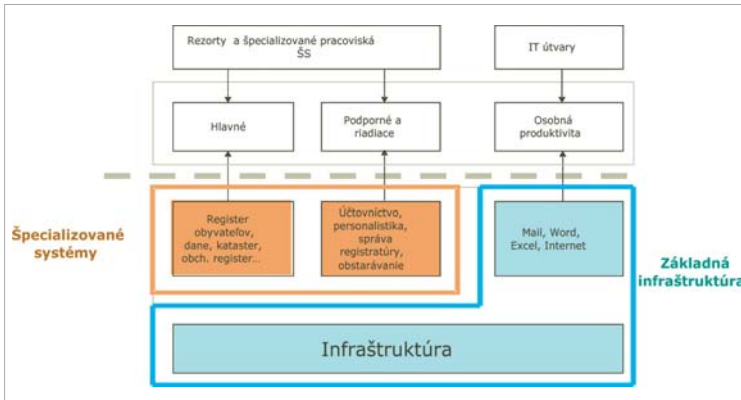 Rezorty a špecializované pracoviská
ŠS
IT útvary
Hlavné
Podporné a
riadiace
Osobná
produktivita
Špecializované
systémy
Register
obyvateľov,
dane, kataster,
obch. register...
Účtovníctvo,
personalistika,
správa
registratúry,
obstarávanie
Mail, Word,
Excel, Internet
Základná
infraštruktúra
Infraštruktúra